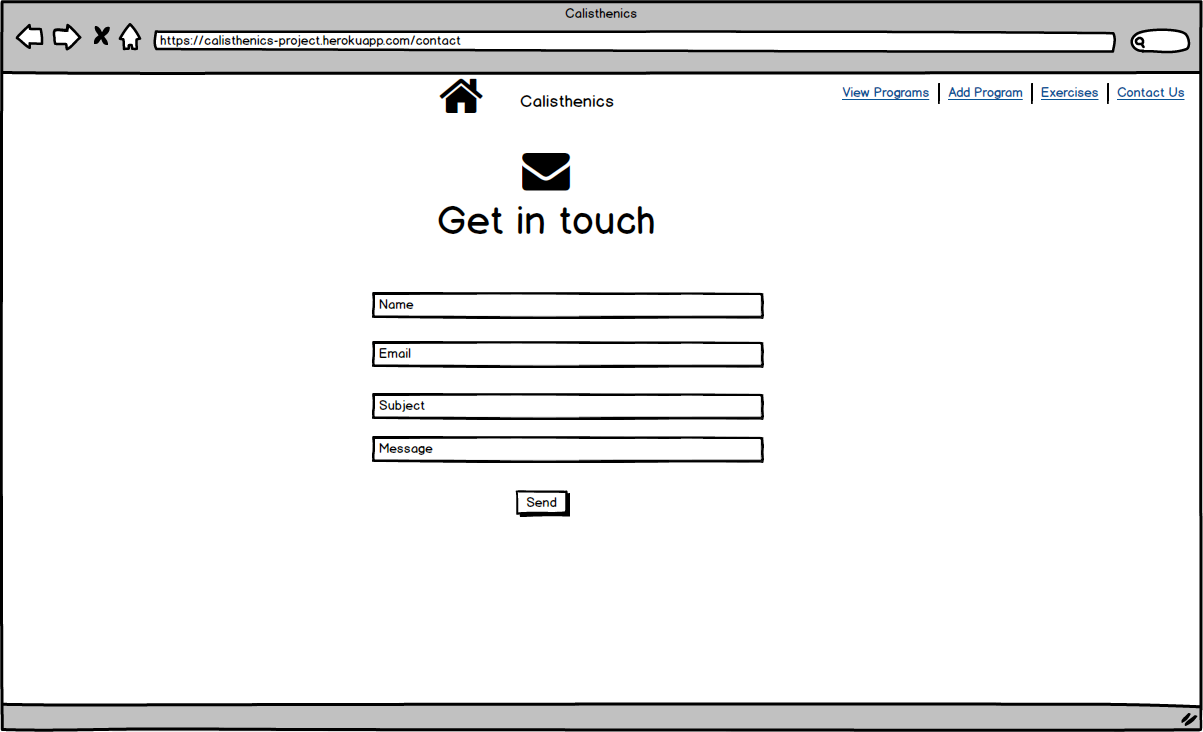 Calisthenics
https://calisthenics-project.herokuapp.com/contact
Calisthenics
View Programs Add Program Exercises Contact Us
Get in touch
Name
Email
Subject
Message
Send